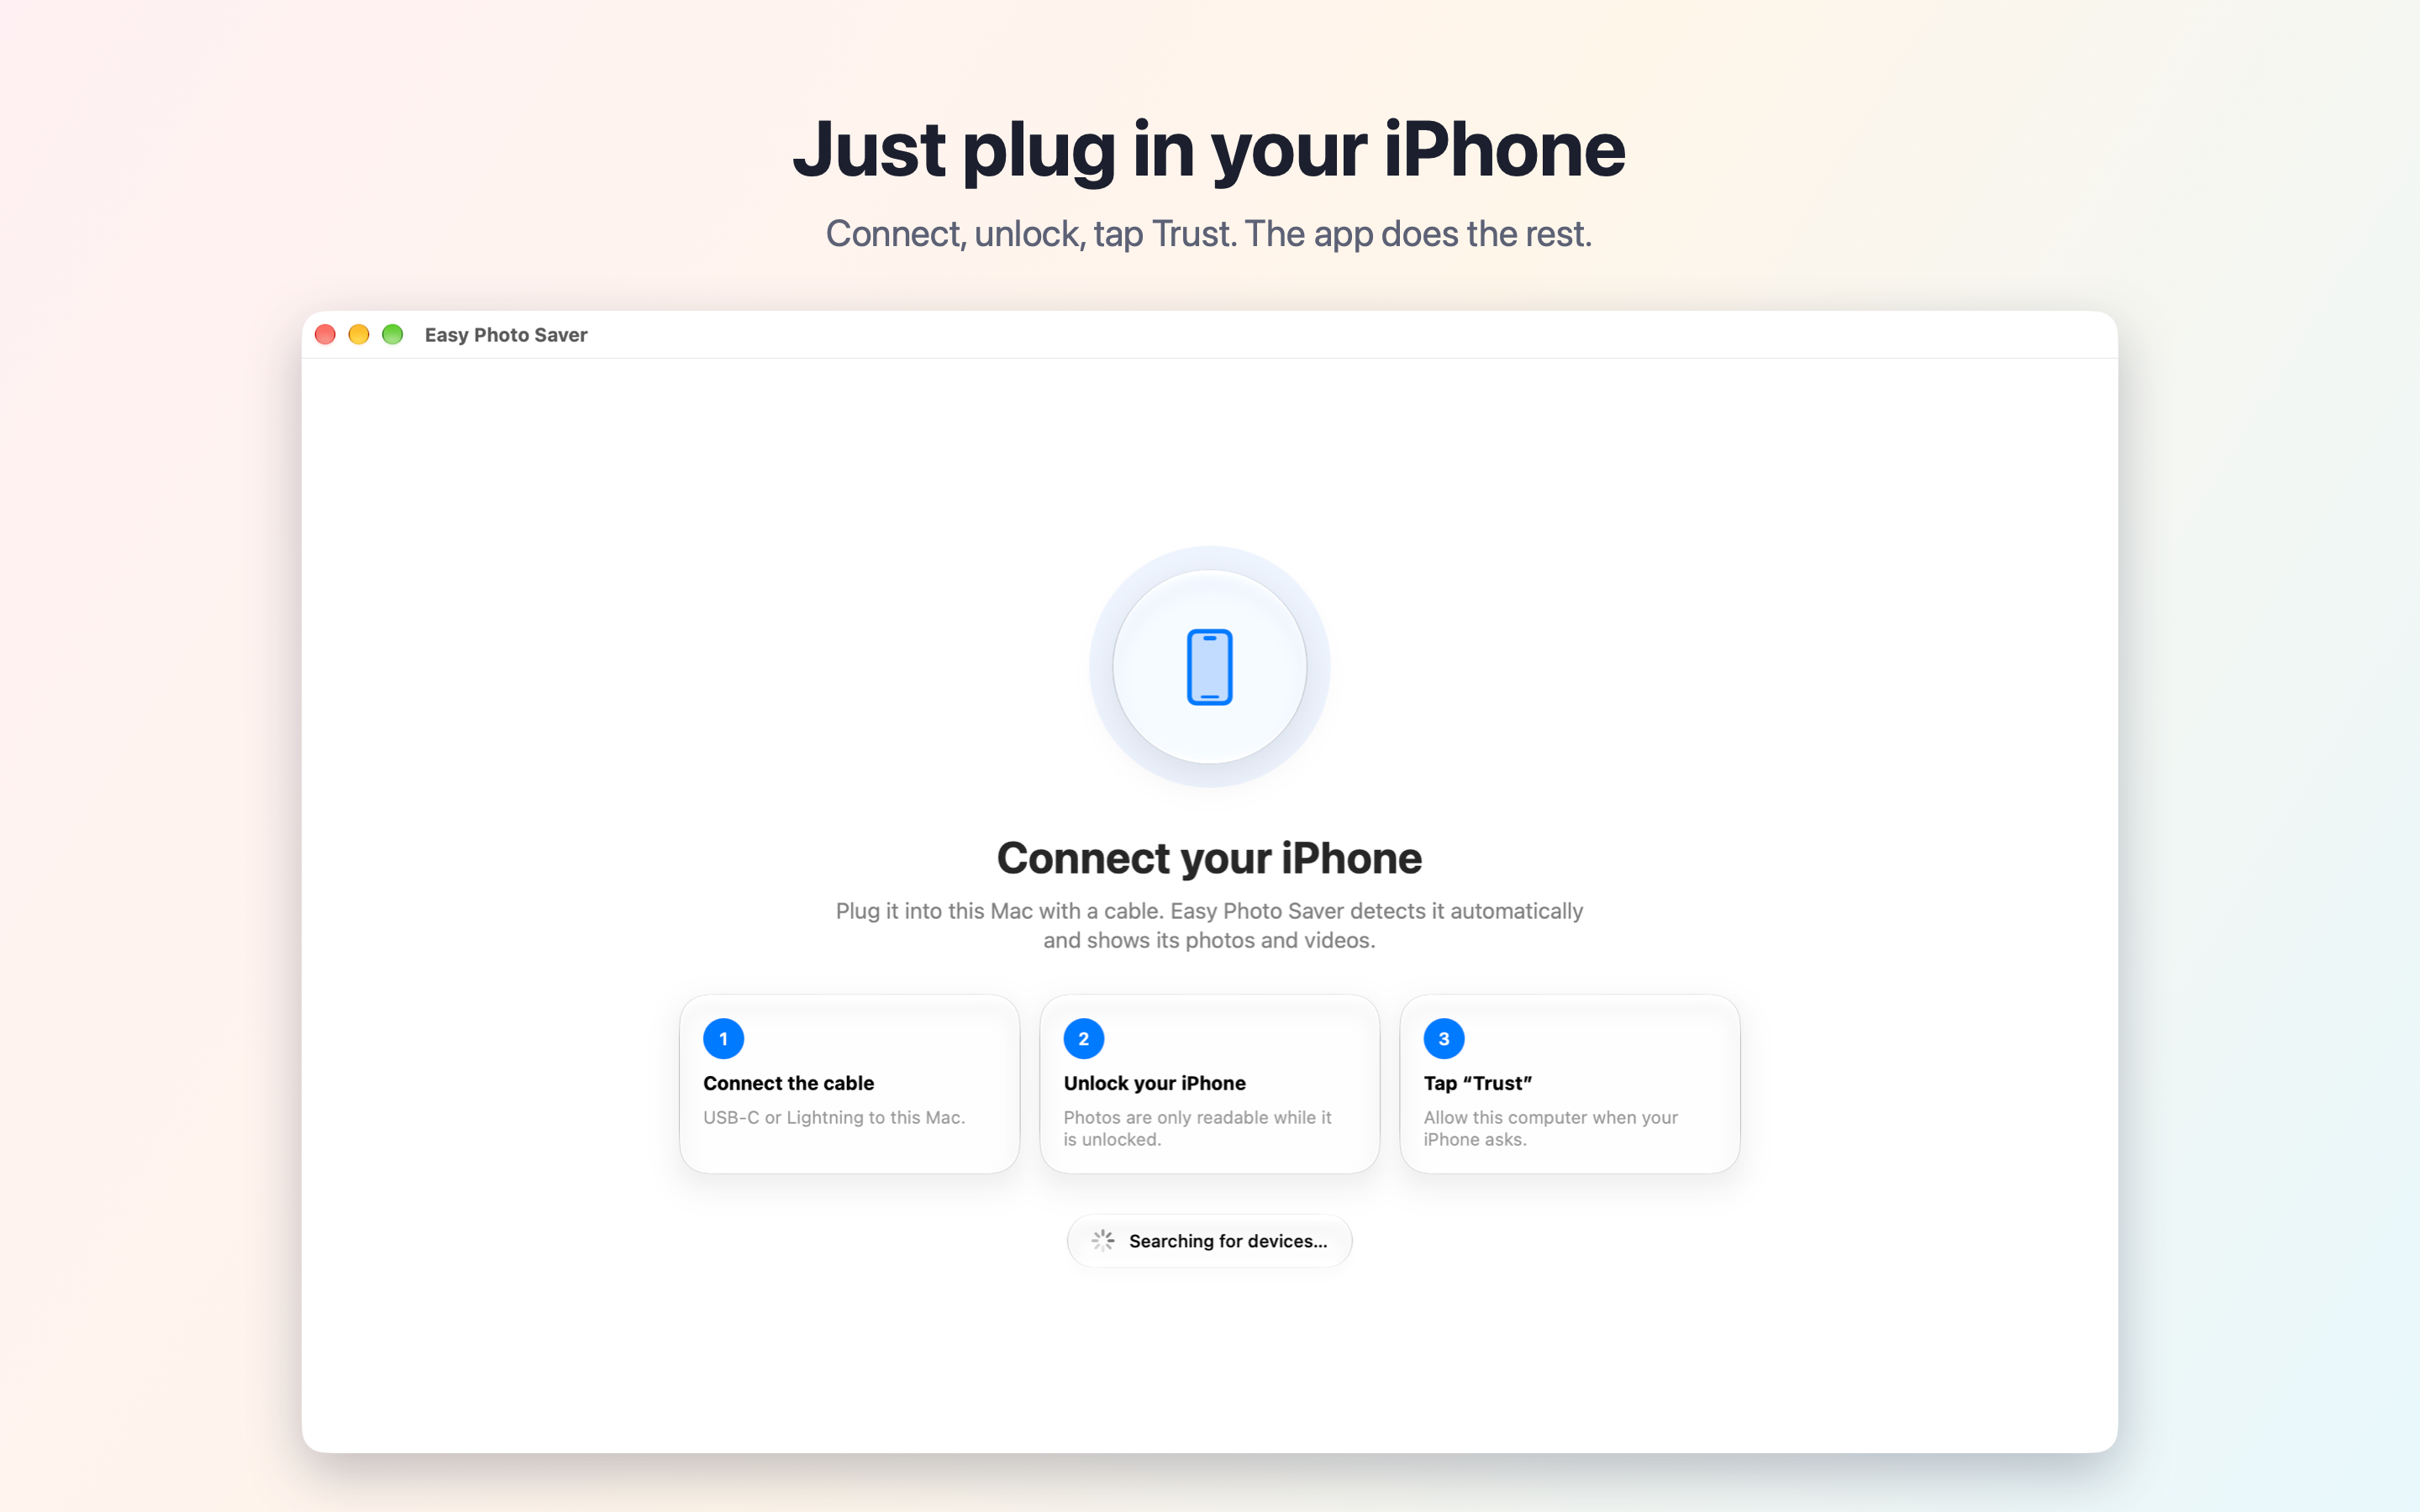 Just plug in your iPhone
Connect, unlock, tap Trust. The app does the rest.
Easy Photo Saver
Connect your iPhone
Plug it into this Mac with a cable. Easy Photo Saver detects it automatically
and shows its photos and videos.
1
Connect the cable
USB-C or Lightning to this Mac.
2
Unlock your iPhone
Photos are only readable while it
is unlocked.
3
Tap “Trust”
Allow this computer when your
iPhone asks.
Searching for devices...